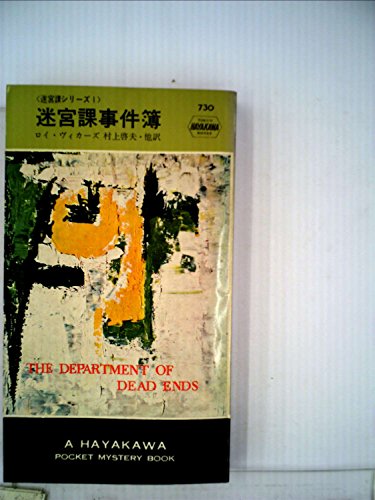 〈迷宮課シリーズ1〉
730
迷宮課事件簿
HAYAKAWA
ロイ・ヴィカーズ 村上啓夫・他訳
THE DEPARTMENT OF
DEAD ENDS
A HAYAKAWA
POCKET MYSTERY BOOK